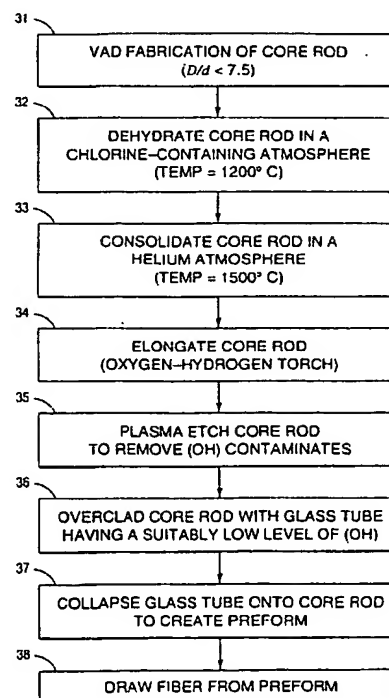 31
VAD FABRICATION OF CORE ROD
(D/d < 7.5)
32
DEHYDRATE CORE ROD IN A
CHLORINE–CONTAINING ATMOSPHERE
(TEMP = 1200° C)
33
CONSOLIDATE CORE ROD IN A
HELIUM ATMOSPHERE
(TEMP = 1500° C)
34
ELONGATE CORE ROD
(OXYGEN–HYDROGEN TORCH)
35
PLASMA ETCH CORE ROD
TO REMOVE (OH) CONTAMINATES
36
OVERCLAD CORE ROD WITH GLASS TUBE
HAVING A SUITABLY LOW LEVEL OF (OH)
37
COLLAPSE GLASS TUBE ONTO CORE ROD
TO CREATE PREFORM
38
DRAW FIBER FROM PREFORM